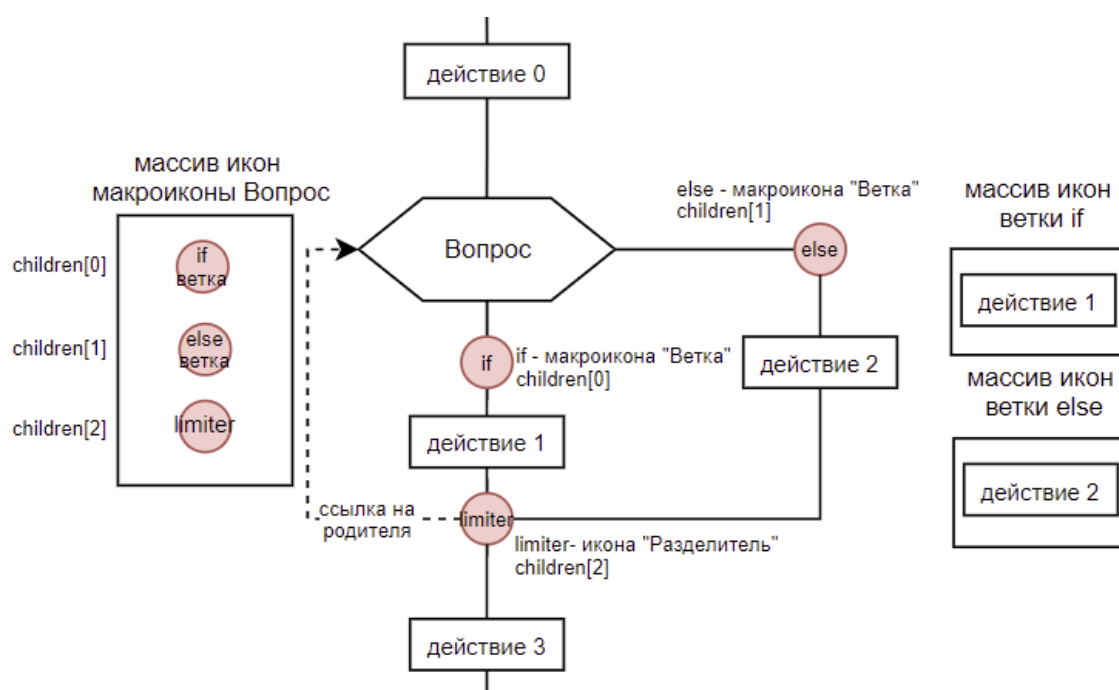 действие 0
массив икон
макроиконы Вопрос
children[0]
if
ветка
children[1]
else
ветка
children[2]
limiter
Вопрос
else - макроикона "Ветка"
children[1]
else
if
if - макроикона "Ветка"
children[0]
действие 2
действие 1
ссылка на
родителя
limiter
limiter- икона "Разделитель"
children[2]
действие 3
массив икон
ветки if
действие 1
массив икон
ветки else
действие 2